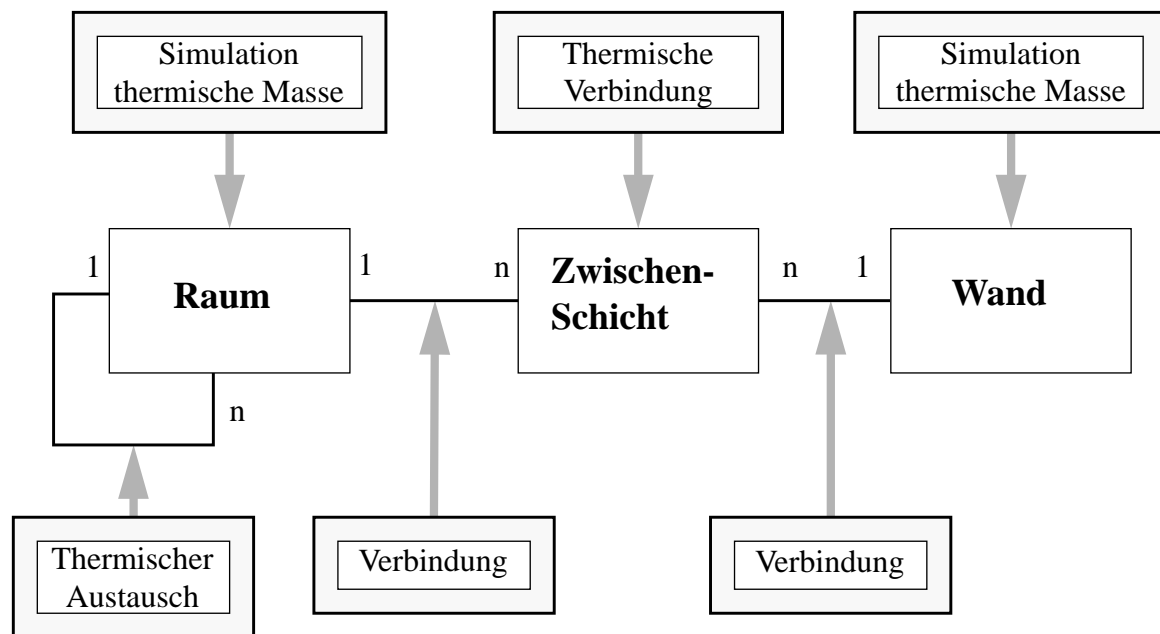 Simulation
thermische Masse
Thermische
Verbindung
Simulation
thermische Masse
1
Raum
1
n
Zwischen-
Schicht
n
1
Wand
n
Thermischer
Austausch
Verbindung
Verbindung